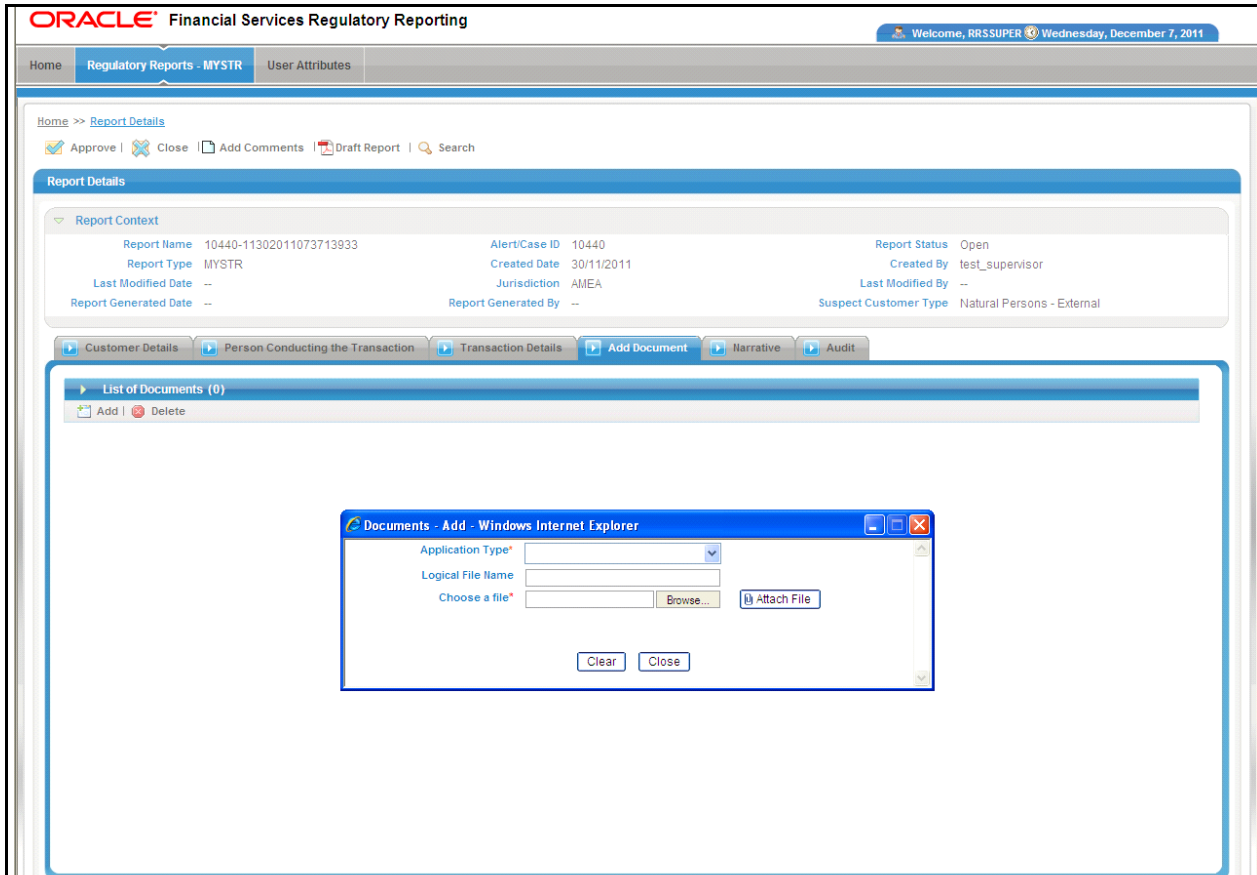 ORACLE® Financial Services Regulatory Reporting
Welcome, RRSSUPER Wednesday, December 7, 2011
Home Regulatory Reports - MYSTR User Attributes
Home >> Report Details
Approve | Close | Add Comments | Draft Report | Search
Report Details
Report Context
Report Name 10440-11302011073713933 Alert/Case ID 10440 Report Status Open
Report Type MYSTR Created Date 30/11/2011 Created By test_supervisor
Last Modified Date -- Jurisdiction AMEA Last Modified By --
Report Generated Date -- Report Generated By -- Suspect Customer Type Natural Persons - External
Customer Details Person Conducting the Transaction Transaction Details Add Document Narrative Audit
List of Documents (0)
Add | Delete
Documents - Add - Windows Internet Explorer
Application Type*
Logical File Name
Choose a file* Browse... Attach File
Clear Close